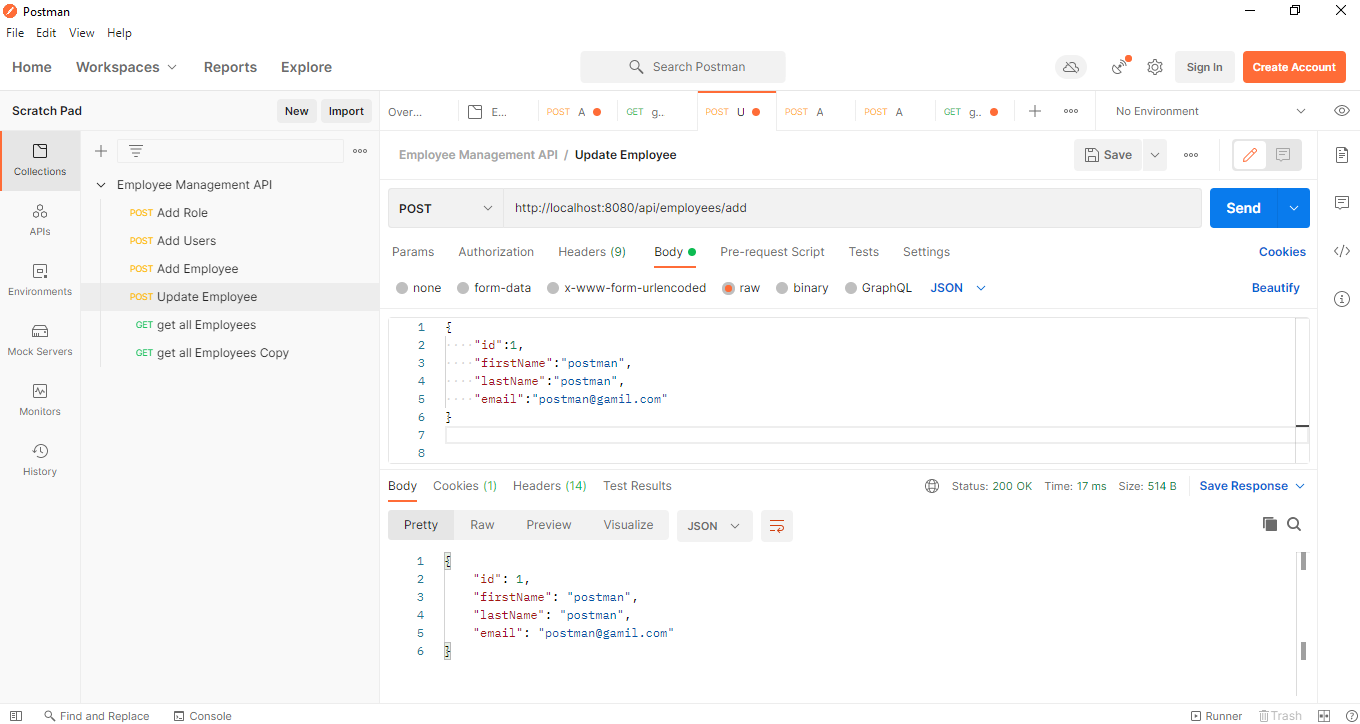 Postman
File Edit View Help
Home Workspaces Reports Explore Search Postman Sign In Create Account
Scratch Pad New Import Over... E... POST A GET g.. POST U POST A POST A GET g.. No Environment
Collections
APIs
Environments
Mock Servers
Monitors
History
Employee Management API
POST Add Role
POST Add Users
POST Add Employee
POST Update Employee
GET get all Employees
GET get all Employees Copy
Employee Management API / Update Employee Save
POST http://localhost:8080/api/employees/add Send
Params Authorization Headers (9) Body Pre-request Script Tests Settings Cookies
none form-data x-www-form-urlencoded raw binary GraphQL JSON Beautify
1 {
2 "id":1,
3 "firstName":"postman",
4 "lastName":"postman",
5 "email":"postman@gamil.com"
6 }
7
8
Body Cookies (1) Headers (14) Test Results Status: 200 OK Time: 17 ms Size: 514 B Save Response
Pretty Raw Preview Visualize JSON
1 {
2 "id": 1,
3 "firstName": "postman",
4 "lastName": "postman",
5 "email": "postman@gamil.com"
6 }
Find and Replace Console Runner Trash